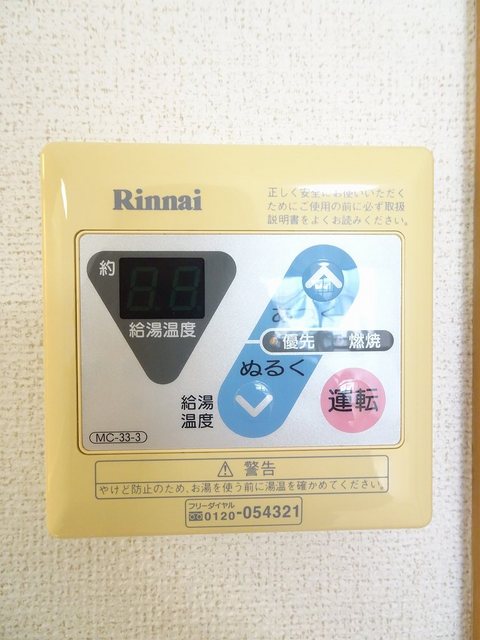 Rinnai
正しく安全にお使いいただく
ためにご使用の前に必ず取扱
説明書をよくお読みください。
約
給湯温度
優先
燃焼
ぬるく
給湯
温度
運転
MC-33-3
⚠ 警告
やけど防止のため、お湯を使う前に湯温を確かめてください。
フリーダイヤル
0120-054321